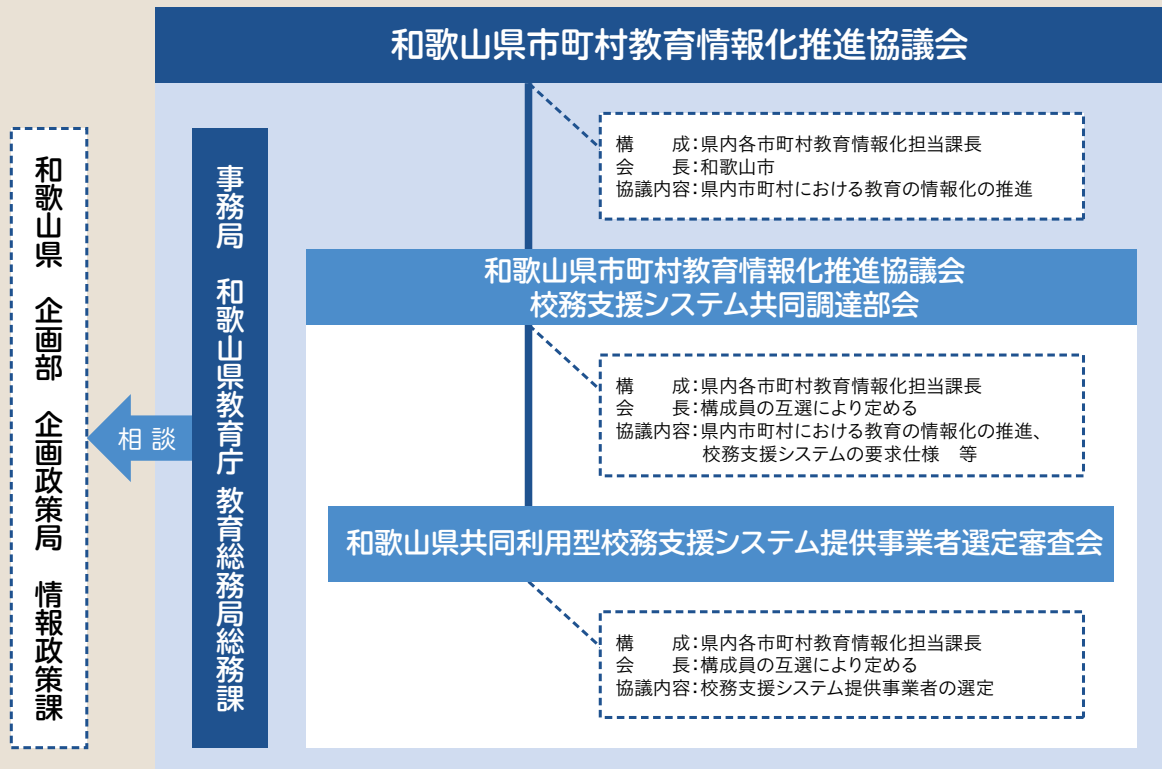 和歌山県市町村教育情報化推進協議会
構　　成：県内各市町村教育情報化担当課長
会　　長：和歌山市
協議内容：県内市町村における教育の情報化の推進
和歌山県　企画部　企画政策局　情報政策課
相談
事務局　和歌山県教育庁 教育総務局総務課
和歌山県市町村教育情報化推進協議会
校務支援システム共同調達部会
構　　成：県内各市町村教育情報化担当課長
会　　長：構成員の互選により定める
協議内容：県内市町村における教育の情報化の推進、
校務支援システムの要求仕様　等
和歌山県共同利用型校務支援システム提供事業者選定審査会
構　　成：県内各市町村教育情報化担当課長
会　　長：構成員の互選により定める
協議内容：校務支援システム提供事業者の選定